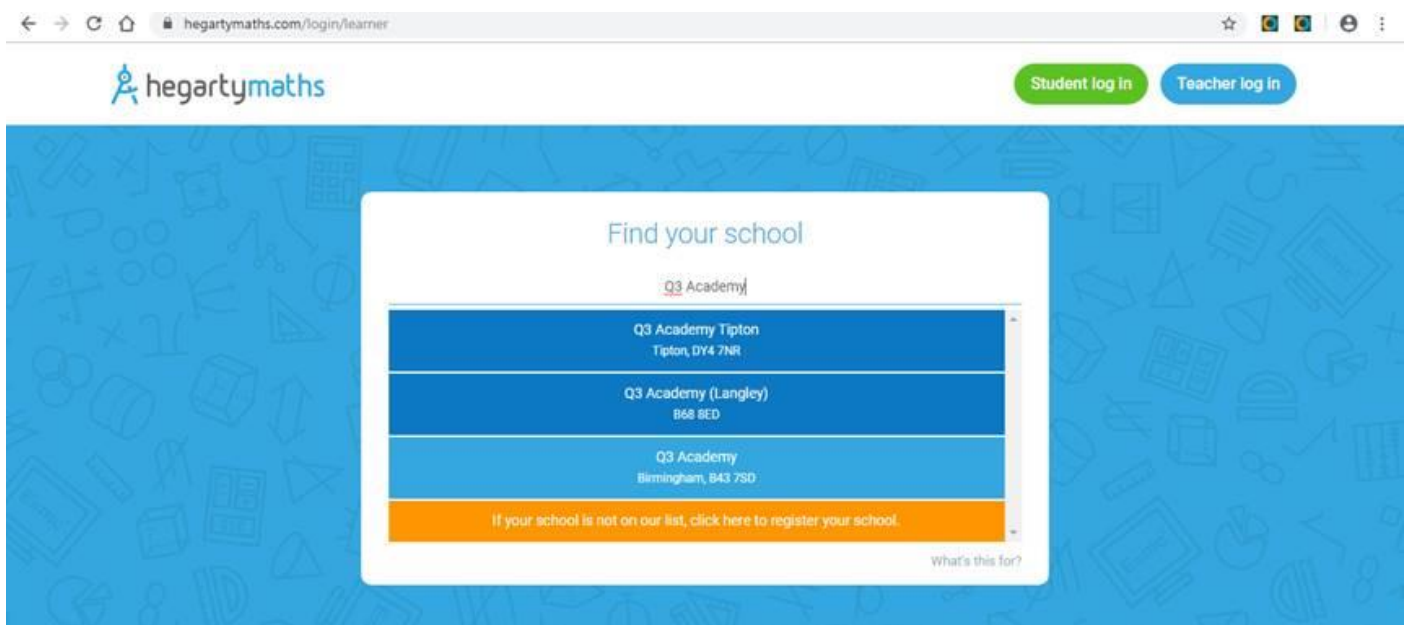 hegartymaths.com/login/learner
hegartymaths
Student log in
Teacher log in
Find your school
Q3 Academy
Q3 Academy Tipton
Tipton, DY4 7NR
Q3 Academy (Langley)
B68 8ED
Q3 Academy
Birmingham, B43 7SD
If your school is not on our list, click here to register your school.
What's this for?